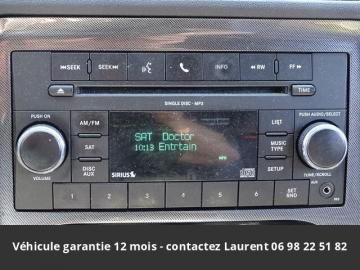 SEEK SEEK INFO RW FF
SINGLE DISC - MP3
TIME
PUSH ON
PUSH AUDIO/SELECT
AM/FM
SAT Doctor
LIST
SAT
10:13 Entrtain
MUSIC TYPE
DISC AUX
SETUP
SIRIUS
VOLUME
TUNE/SCROLL
1 2 3 4 5 6 SET RND
AUX
Véhicule garantie 12 mois - contactez Laurent 06 98 22 51 82